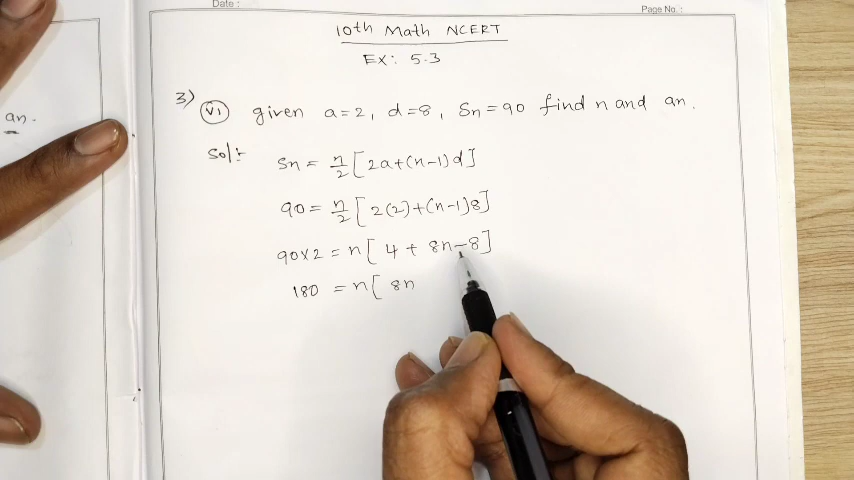 Date :
Page No. :
10th Math NCERT
EX: 5.3
an.
3) (vi) given a=2, d=8, Sn=90 find n and an.
Sol:-
Sn = n/2 [2a+(n-1)d]
90 = n/2 [2(2)+(n-1)8]
90×2 = n[4 + 8n-8]
180 = n[ 8n